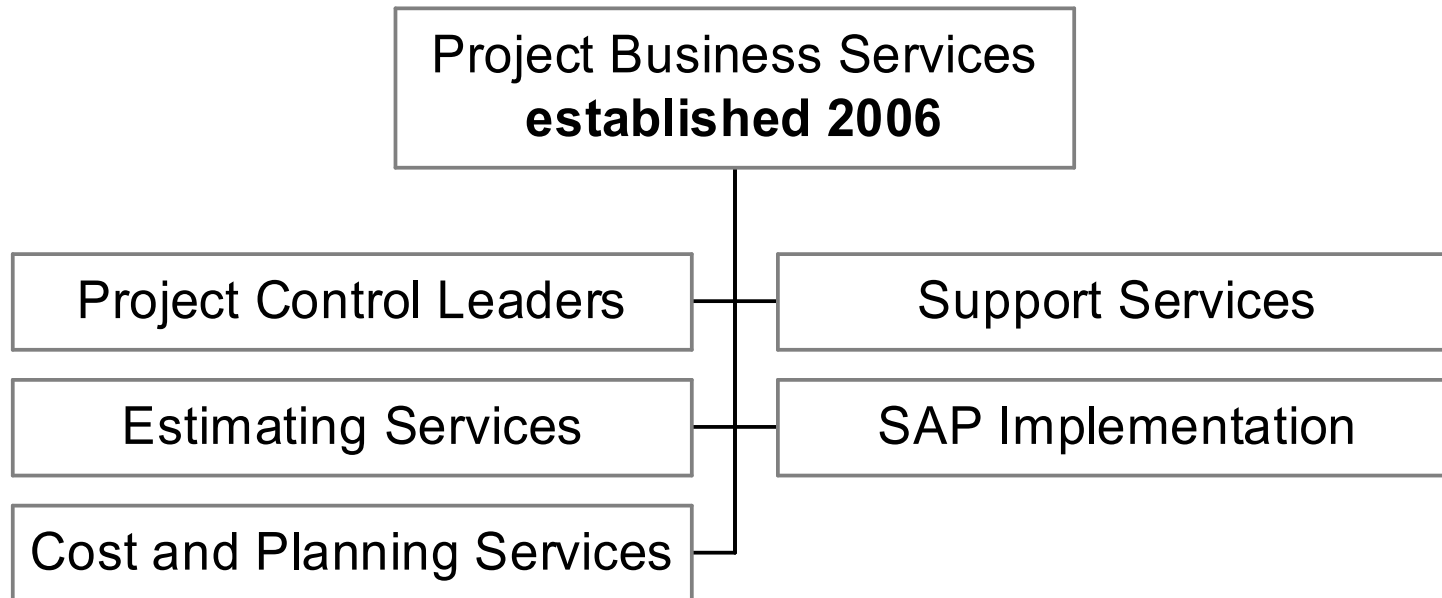 Project Business Services
established 2006
Project Control Leaders
Support Services
Estimating Services
SAP Implementation
Cost and Planning Services